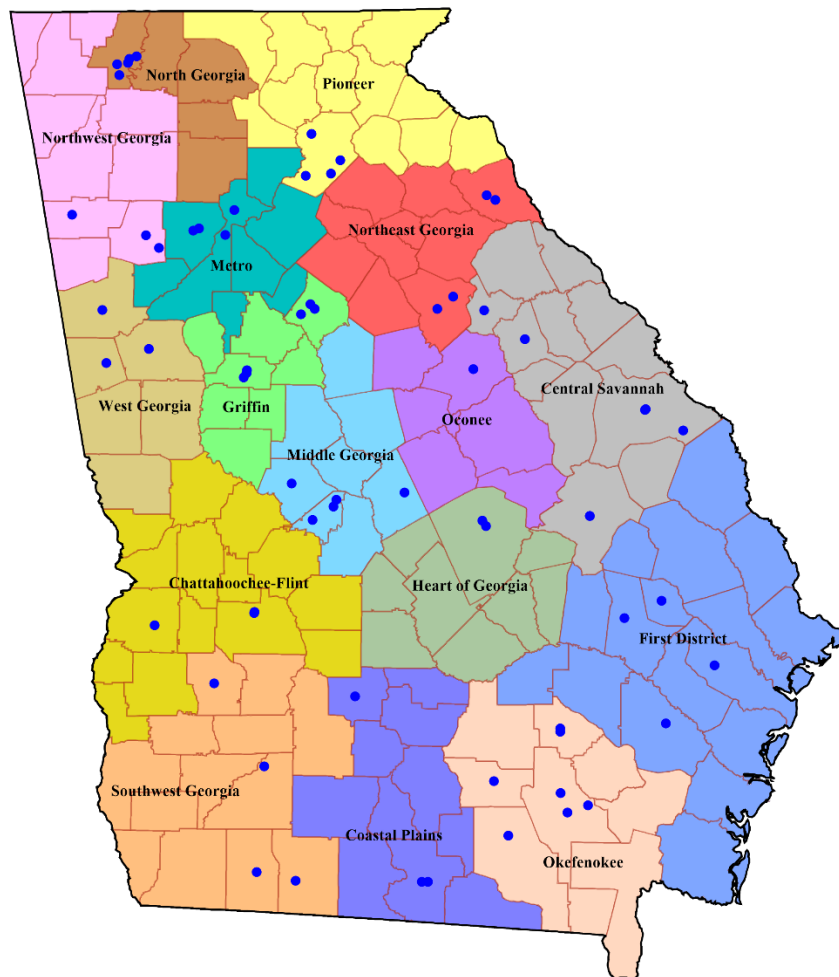 North Georgia
Pioneer
Northwest Georgia
Northeast Georgia
Metro
Central Savannah
West Georgia
Griffin
Oconee
Middle Georgia
Chattahoochee-Flint
Heart of Georgia
First District
Southwest Georgia
Coastal Plains
Okefenokee